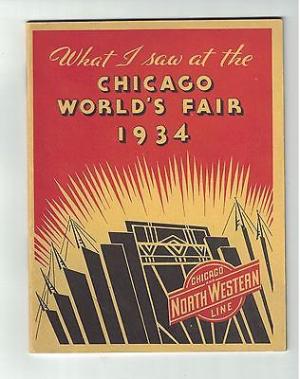 What I saw at the
CHICAGO
WORLD'S FAIR
1934
CHICAGO
NORTH WESTERN
LINE